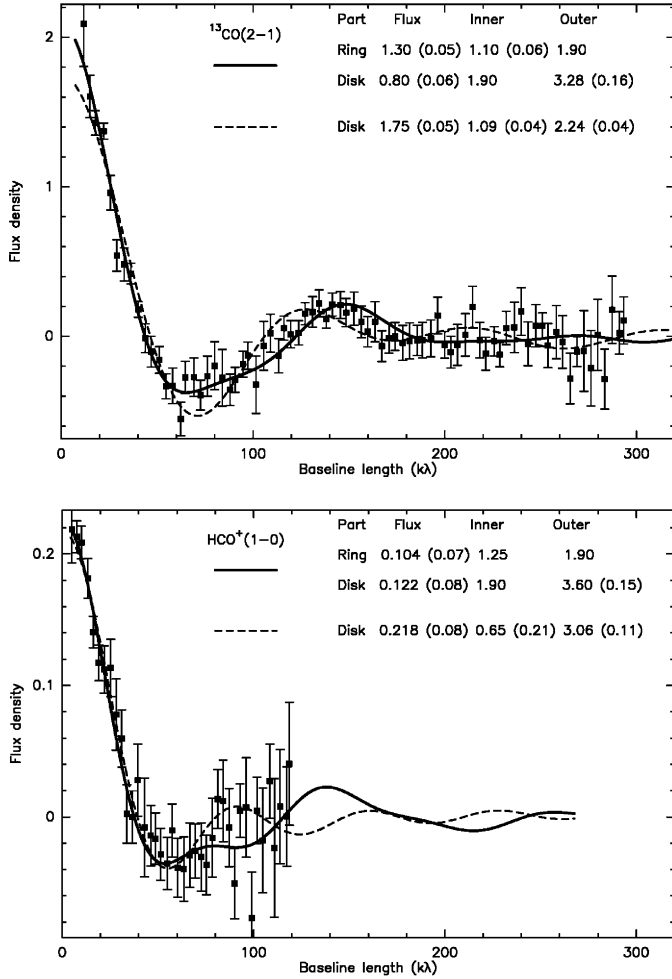 ¹³CO(2−1)
Part Flux Inner Outer
Ring 1.30 (0.05) 1.10 (0.06) 1.90
Disk 0.80 (0.06) 1.90 3.28 (0.16)
Disk 1.75 (0.05) 1.09 (0.04) 2.24 (0.04)
Flux density
2
1
0
0 100 200 300
Baseline length (kλ)
HCO⁺(1−0)
Part Flux Inner Outer
Ring 0.104 (0.07) 1.25 1.90
Disk 0.122 (0.08) 1.90 3.60 (0.15)
Disk 0.218 (0.08) 0.65 (0.21) 3.06 (0.11)
Flux density
0.2
0.1
0
0 100 200 300
Baseline length (kλ)